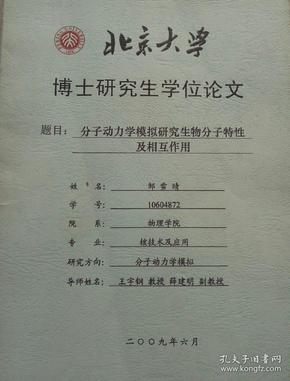 北京大学
博士研究生学位论文
题目: 分子动力学模拟研究生物分子特性
及相互作用
姓 名: 邹雷晴
学 号: 10604872
院 系: 物理学院
专 业: 核技术及应用
研究方向: 分子动力学模拟
导师姓名: 王宇钢 教授 薛建明 副教授
二〇〇九年六月
孔夫子旧书网